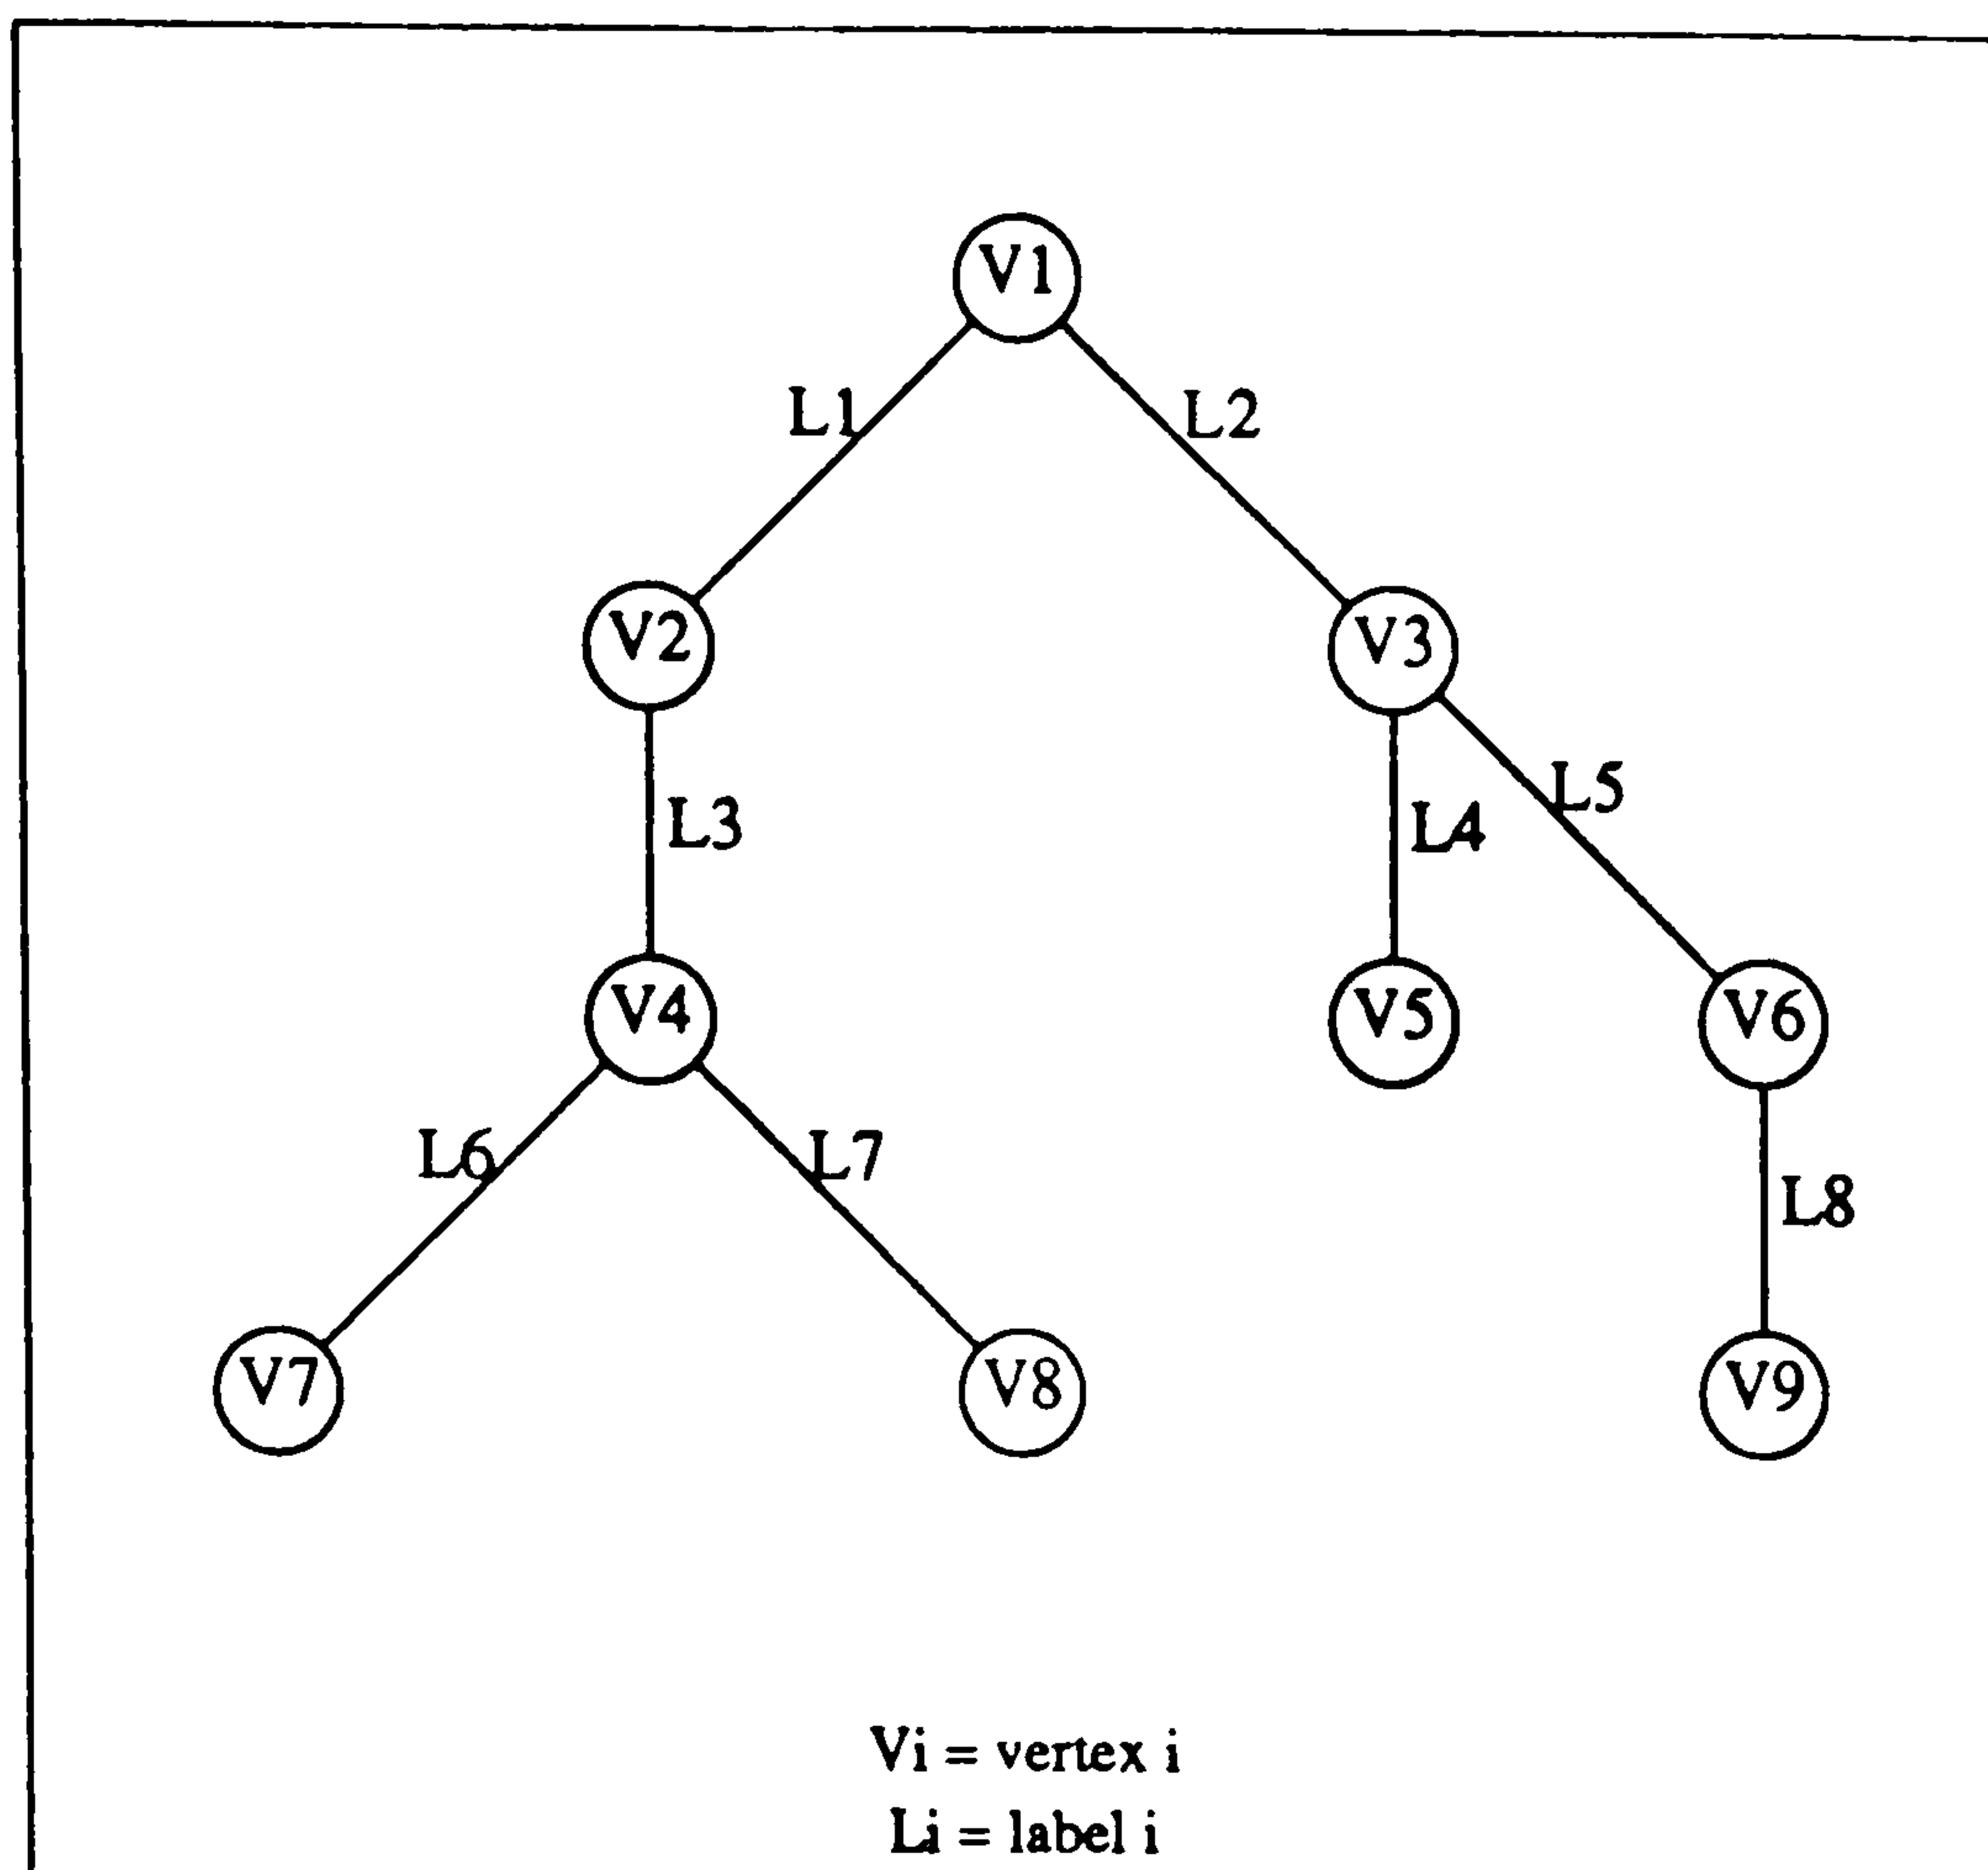 V1
L1 L2
V2 V3
L3 L4 L5
V4 V5 V6
L6 L7 L8
V7 V8 V9
Vi = vertex i
Li = label i